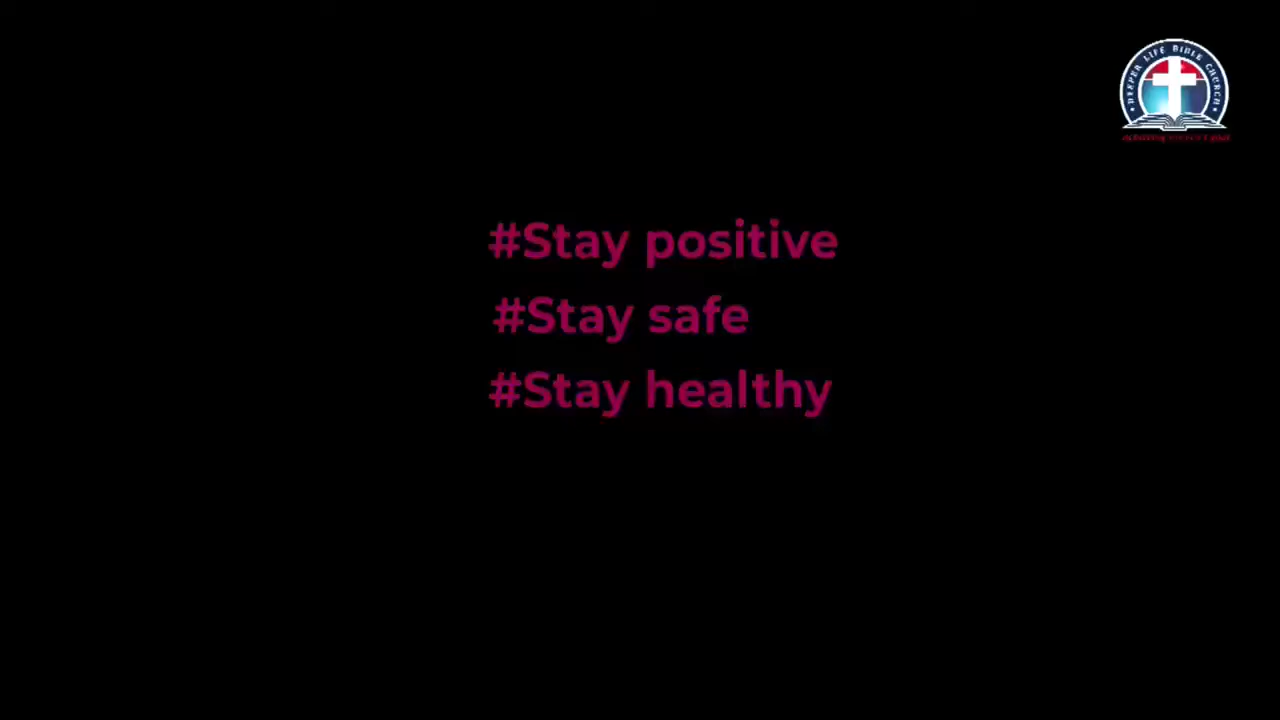 DEEPER LIFE BIBLE CHURCH
#Stay positive
#Stay safe
#Stay healthy